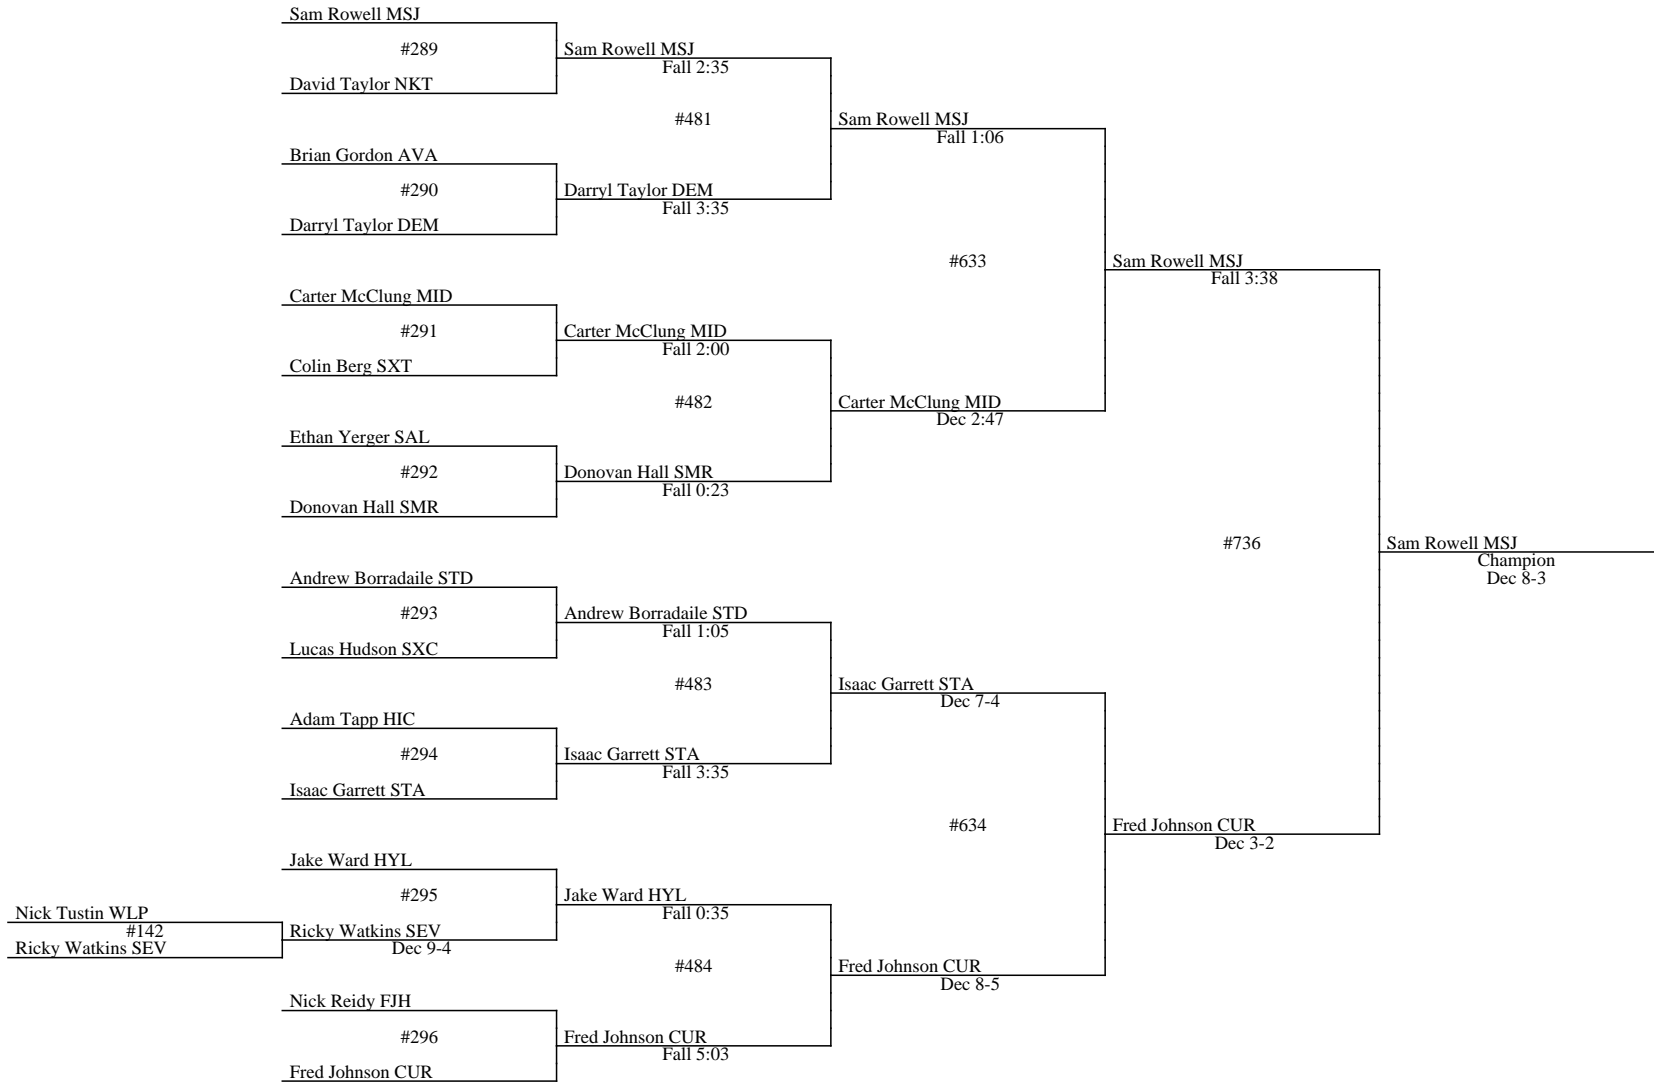 Sam Rowell MSJ
#289
Sam Rowell MSJ
Fall 2:35
David Taylor NKT
#481
Sam Rowell MSJ
Fall 1:06
Brian Gordon AVA
#290
Darryl Taylor DEM
Fall 3:35
Darryl Taylor DEM
#633
Sam Rowell MSJ
Fall 3:38
Carter McClung MID
#291
Carter McClung MID
Fall 2:00
Colin Berg SXT
#482
Carter McClung MID
Dec 2:47
Ethan Yerger SAL
#292
Donovan Hall SMR
Fall 0:23
Donovan Hall SMR
#736
Sam Rowell MSJ
Champion
Dec 8-3
Andrew Borradaile STD
#293
Andrew Borradaile STD
Fall 1:05
Lucas Hudson SXC
#483
Isaac Garrett STA
Dec 7-4
Adam Tapp HIC
#294
Isaac Garrett STA
Fall 3:35
Isaac Garrett STA
#634
Fred Johnson CUR
Dec 3-2
Jake Ward HYL
#295
Jake Ward HYL
Fall 0:35
Nick Tustin WLP
#142
Ricky Watkins SEV
Ricky Watkins SEV
Dec 9-4
#484
Fred Johnson CUR
Dec 8-5
Nick Reidy FJH
#296
Fred Johnson CUR
Fall 5:03
Fred Johnson CUR